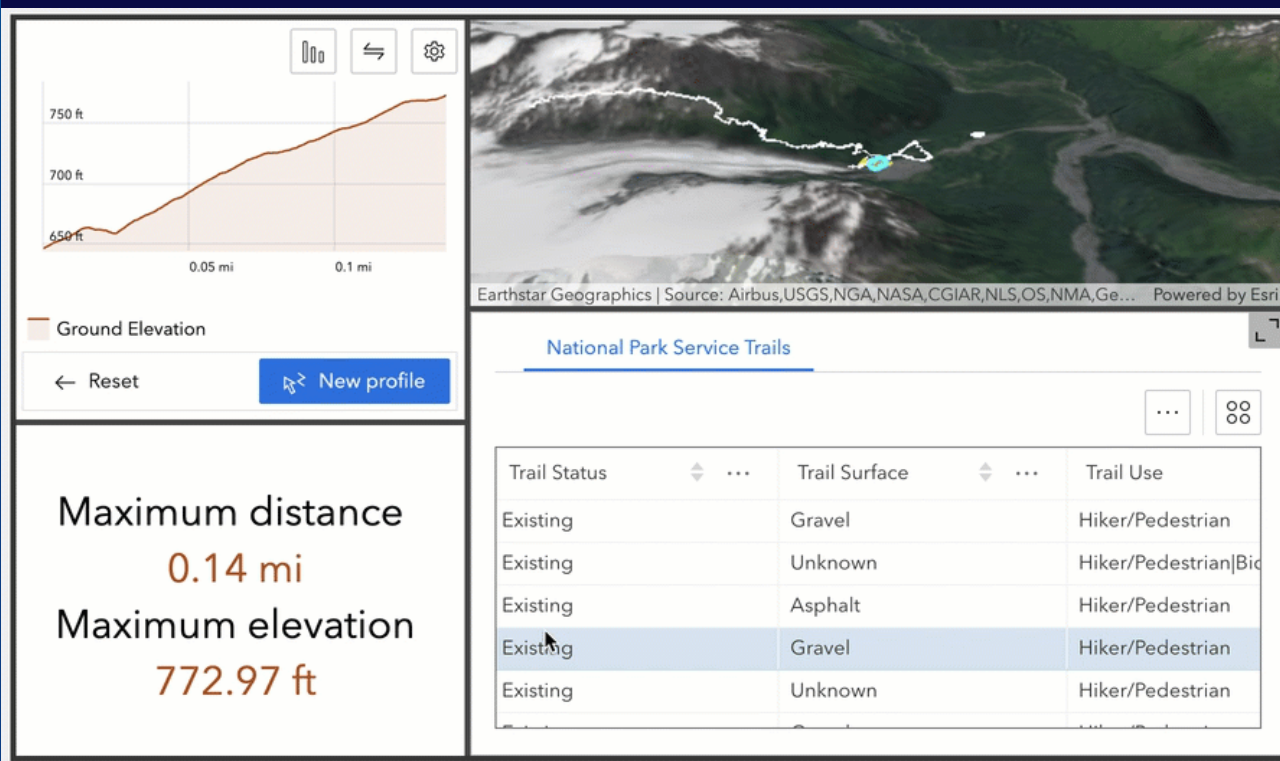 750 ft
700 ft
650 ft
0.05 mi
0.1 mi
Ground Elevation
Reset
New profile
Maximum distance
0.14 mi
Maximum elevation
772.97 ft
Earthstar Geographics | Source: Airbus,USGS,NGA,NASA,CGIAR,NLS,OS,NMA,Ge... Powered by Esri
National Park Service Trails
Trail Status Trail Surface Trail Use
Existing Gravel Hiker/Pedestrian
Existing Unknown Hiker/Pedestrian|Bic
Existing Asphalt Hiker/Pedestrian
Existing Gravel Hiker/Pedestrian
Existing Unknown Hiker/Pedestrian